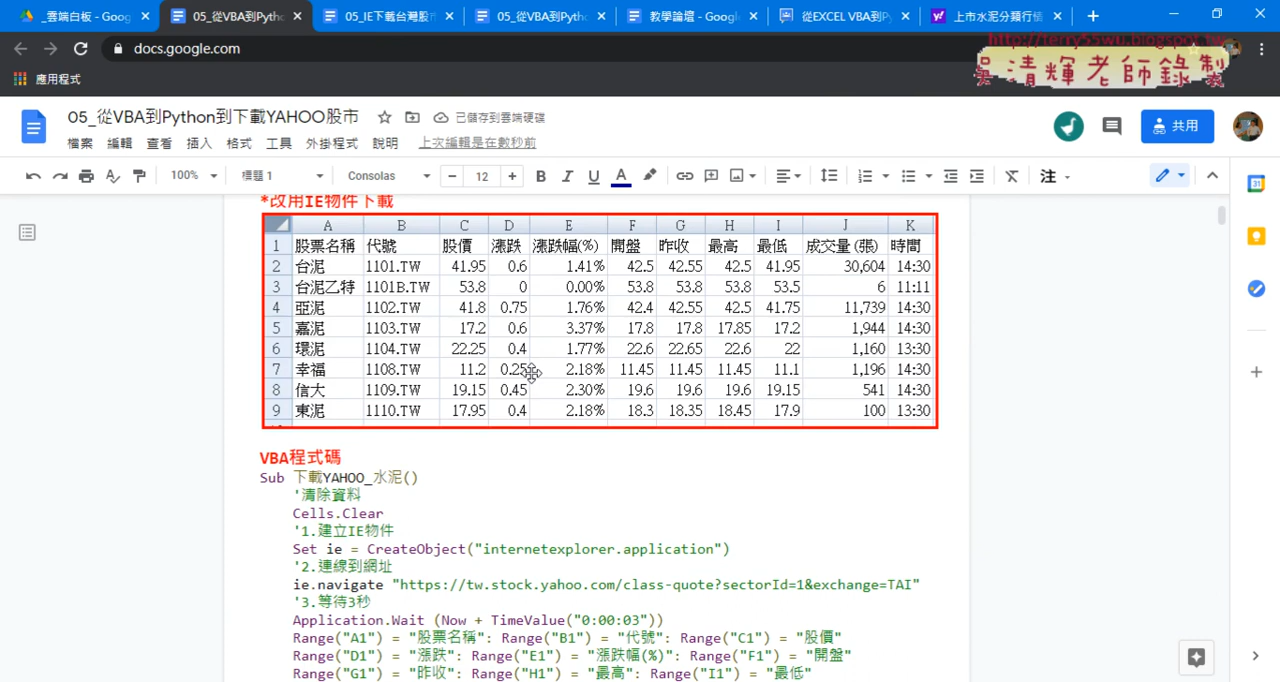 _雲端白板 - Goog
05_從VBA到Pytho
05_IE下載台灣股市
05_從VBA到Pytho
教學論壇 - Google
從EXCEL VBA到Py
上市水泥分類行情
docs.google.com
http://terry55wu.blogspot.tw
吳清輝老師錄製
應用程式
05_從VBA到Python到下載YAHOO股市
已儲存到雲端硬碟
共用
檔案 編輯 查看 插入 格式 工具 外掛程式 說明 上次編輯是在數秒前
100% 標題 1 Consolas 12 B I U A 注
*改用IE物件下載
A B C D E F G H I J K
1 股票名稱 代號 股價 漲跌 漲跌幅(%) 開盤 昨收 最高 最低 成交量 (張) 時間
2 台泥 1101.TW 41.95 0.6 1.41% 42.5 42.55 42.5 41.95 30,604 14:30
3 台泥乙特 1101B.TW 53.8 0 0.00% 53.8 53.8 53.8 53.5 6 11:11
4 亞泥 1102.TW 41.8 0.75 1.76% 42.4 42.55 42.5 41.75 11,739 14:30
5 嘉泥 1103.TW 17.2 0.6 3.37% 17.8 17.8 17.85 17.2 1,944 14:30
6 環泥 1104.TW 22.25 0.4 1.77% 22.6 22.65 22.6 22 1,160 13:30
7 幸福 1108.TW 11.2 0.25 2.18% 11.45 11.45 11.45 11.1 1,196 14:30
8 信大 1109.TW 19.15 0.45 2.30% 19.6 19.6 19.6 19.15 541 14:30
9 東泥 1110.TW 17.95 0.4 2.18% 18.3 18.35 18.45 17.9 100 13:30
VBA程式碼
Sub 下載YAHOO_水泥()
'清除資料
Cells.Clear
'1.建立IE物件
Set ie = CreateObject("internetexplorer.application")
'2.連線到網址
ie.navigate "https://tw.stock.yahoo.com/class-quote?sectorId=1&exchange=TAI"
'3.等待3秒
Application.Wait (Now + TimeValue("0:00:03"))
Range("A1") = "股票名稱": Range("B1") = "代號": Range("C1") = "股價"
Range("D1") = "漲跌": Range("E1") = "漲跌幅(%)": Range("F1") = "開盤"
Range("G1") = "昨收": Range("H1") = "最高": Range("I1") = "最低"